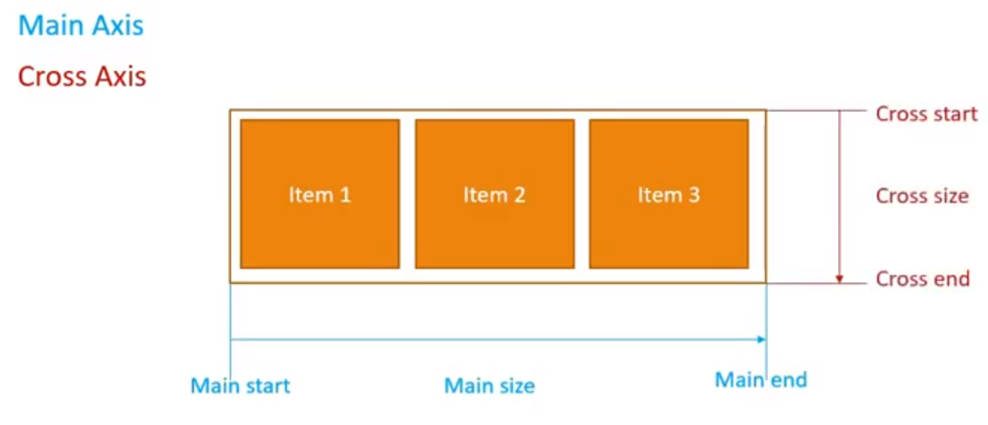 Main Axis
Cross Axis
Cross start
Item 1
Item 2
Item 3
Cross size
Cross end
Main start
Main size
Main end